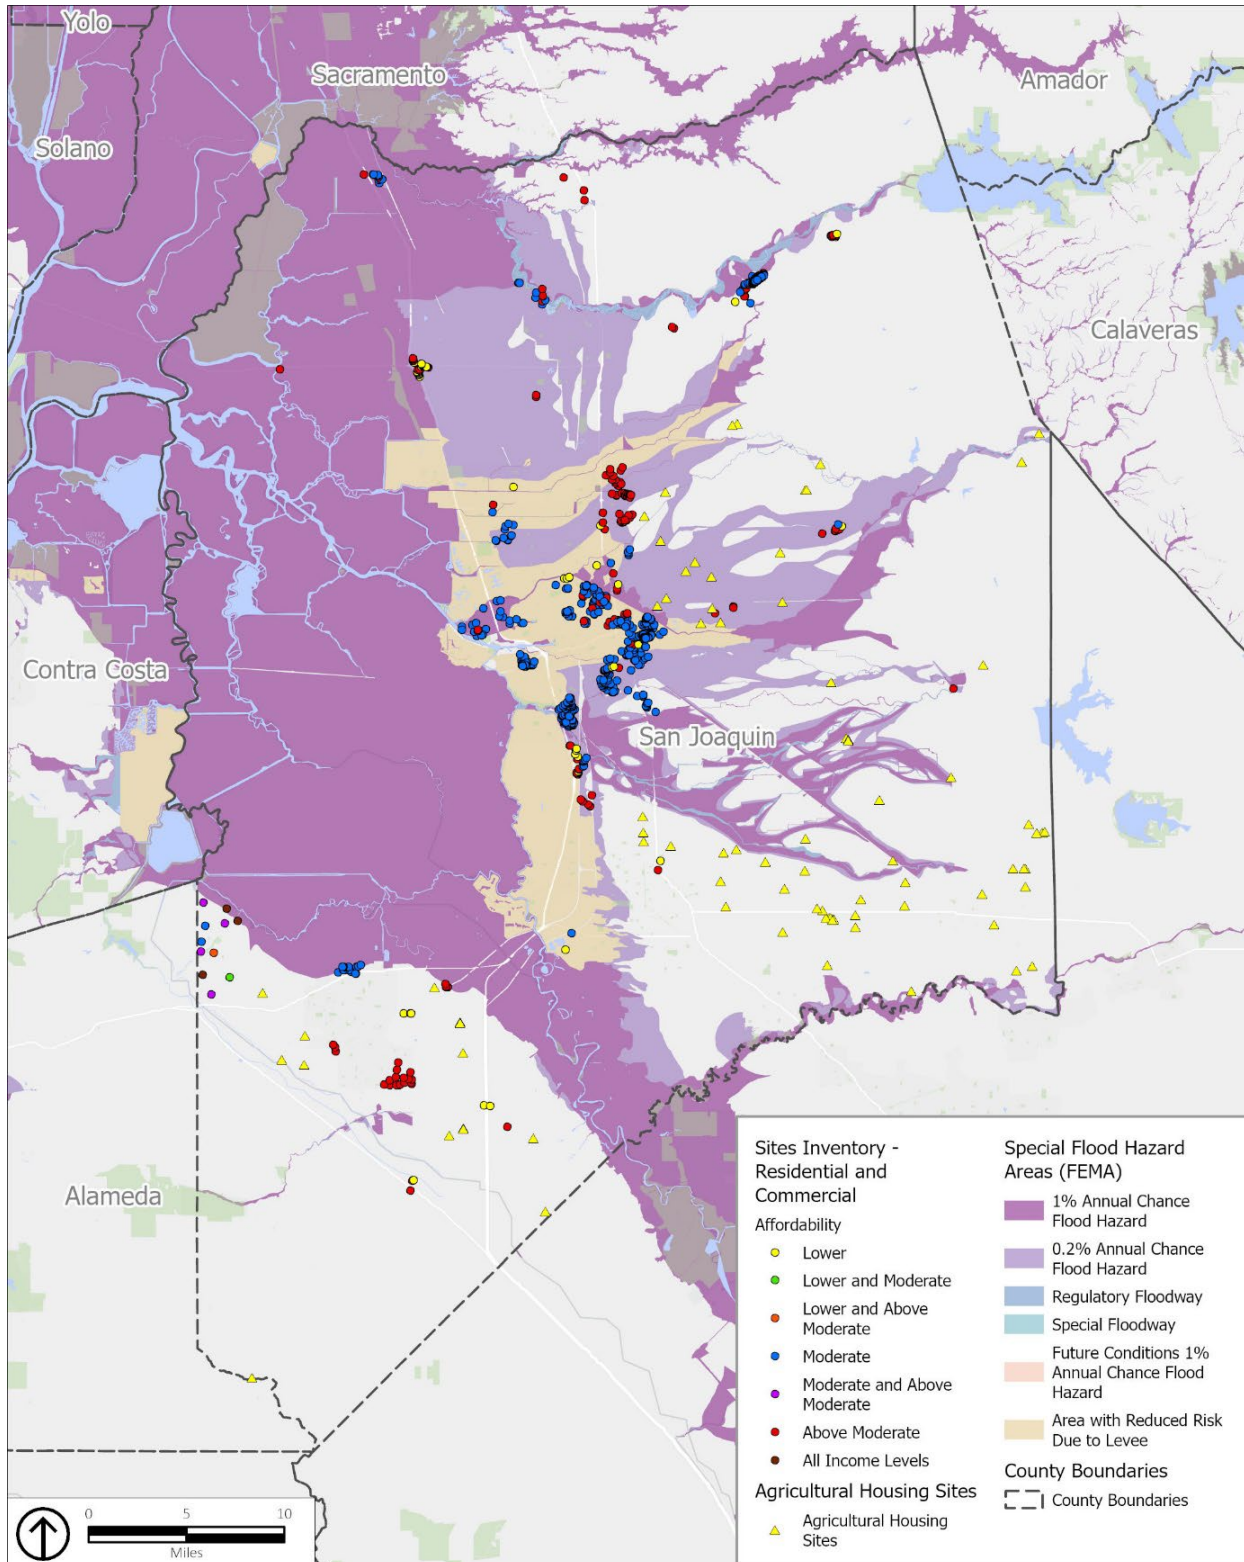 Yolo
Sacramento
Amador
Solano
Calaveras
Contra Costa
San Joaquin
Alameda
Sites Inventory -
Residential and
Commercial
Affordability
Lower
Lower and Moderate
Lower and Above
Moderate
Moderate
Moderate and Above
Moderate
Above Moderate
All Income Levels
Agricultural Housing Sites
Agricultural Housing
Sites
Special Flood Hazard
Areas (FEMA)
1% Annual Chance
Flood Hazard
0.2% Annual Chance
Flood Hazard
Regulatory Floodway
Special Floodway
Future Conditions 1%
Annual Chance Flood
Hazard
Area with Reduced Risk
Due to Levee
County Boundaries
County Boundaries
0 5 10
Miles